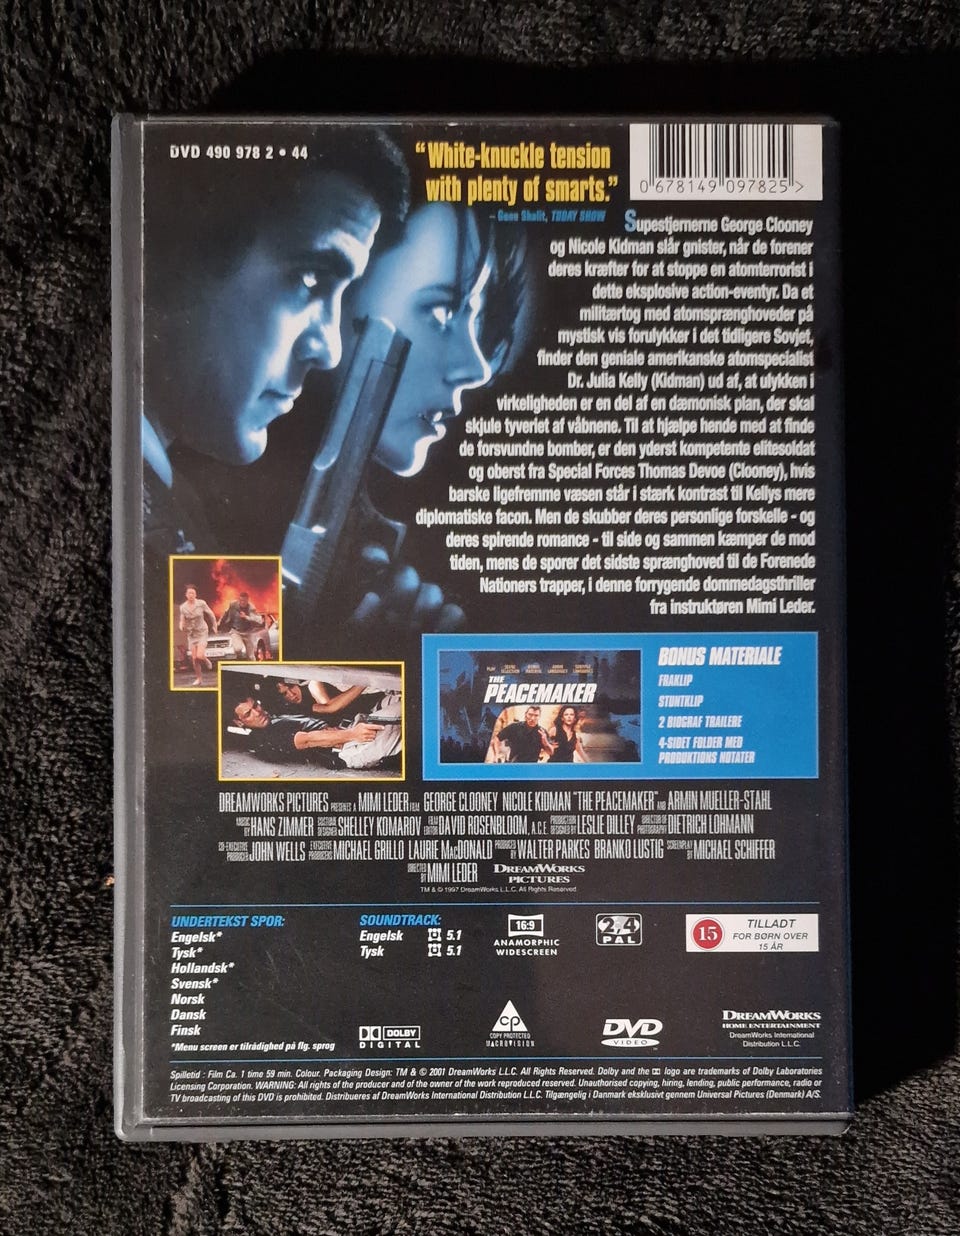 DVD 490 978 2 • 44
“White-knuckle tension
with plenty of smarts.”
– Gene Shalit, TODAY SHOW
0 678149 097825 >
Supestjernerne George Clooney
og Nicole Kidman slår gnister, når de forener
deres kræfter for at stoppe en atomterrorist i
dette eksplosive action-eventyr. Da et
militærtog med atomsprænghoveder på
mystisk vis forulykker i det tidligere Sovjet,
finder den geniale amerikanske atomspecialist
Dr. Julia Kelly (Kidman) ud af, at ulykken i
virkeligheden er en del af en dæmonisk plan, der skal
skjule tyveriet af våbnene. Til at hjælpe hende med at finde
de forsvundne bomber, er den yderst kompetente elitesoldat
og oberst fra Special Forces Thomas Devoe (Clooney), hvis
barske ligefremme væsen står i stærk kontrast til Kellys mere
diplomatiske facon. Men de skubber deres personlige forskelle - og
deres spirende romance - til side og sammen kæmper de mod
tiden, mens de sporer det sidste sprænghoved til de Forenede
Nationers trapper, i denne forrygende dommedagsthriller
fra instruktøren Mimi Leder.
THE
PEACEMAKER
BONUS MATERIALE
FRAKLIP
STUNTKLIP
2 BIOGRAF TRAILERE
4-SIDET FOLDER MED
PRODUKTIONS NOTATER
DREAMWORKS PICTURES PRESENTS A MIMI LEDER FILM GEORGE CLOONEY NICOLE KIDMAN "THE PEACEMAKER" AND ARMIN MUELLER-STAHL
MUSIC BY HANS ZIMMER COSTUME DESIGNER SHELLEY KOMAROV FILM EDITOR DAVID ROSENBLOOM, A.C.E. PRODUCTION DESIGNED BY LESLIE DILLEY DIRECTOR OF PHOTOGRAPHY DIETRICH LOHMANN
CO-EXECUTIVE PRODUCER JOHN WELLS EXECUTIVE PRODUCERS MICHAEL GRILLO LAURIE MacDONALD PRODUCED BY WALTER PARKES BRANKO LUSTIG SCREENPLAY BY MICHAEL SCHIFFER
DIRECTED BY MIMI LEDER DREAMWORKS PICTURES
TM & © 1997 DreamWorks L.L.C. All Rights Reserved.
UNDERTEKST SPOR:
Engelsk*
Tysk*
Hollandsk*
Svensk*
Norsk
Dansk
Finsk
*Menu screen er tilrådighed på flg. sprog
SOUNDTRACK:
Engelsk 5.1
Tysk 5.1
16:9
ANAMORPHIC
WIDESCREEN
2,4
PAL
15
TILLADT
FOR BØRN OVER
15 ÅR
DOLBY
DIGITAL
CP
COPY PROTECTED
MACROVISION
DVD
VIDEO
DREAMWORKS
HOME ENTERTAINMENT
DreamWorks International
Distribution L.L.C.
Spilletid : Film Ca. 1 time 59 min. Colour. Packaging Design: TM & © 2001 DreamWorks L.L.C. All Rights Reserved. Dolby and the logo are trademarks of Dolby Laboratories
Licensing Corporation. WARNING: All rights of the producer and of the owner of the work reproduced reserved. Unauthorised copying, hiring, lending, public performance, radio or
TV broadcasting of this DVD is prohibited. Distribueres af DreamWorks International Distribution L.L.C. Tilgængelig i Danmark eksklusivt gennem Universal Pictures (Denmark) A/S.